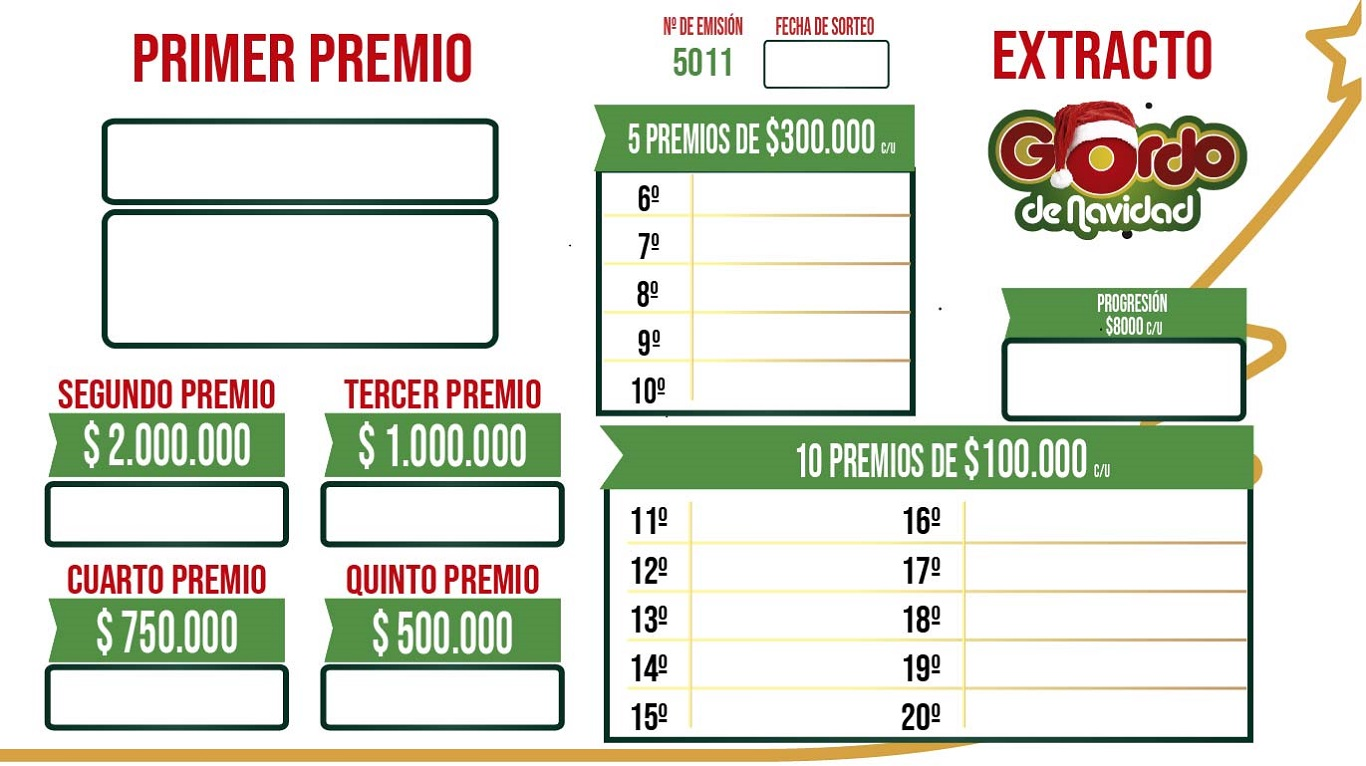 PRIMER PREMIO
Nº DE EMISIÓN
5011
FECHA DE SORTEO
EXTRACTO
Gordo
de Navidad
5 PREMIOS DE $300.000 C/U
6º
7º
8º
9º
10º
PROGRESIÓN
$8000 C/U
SEGUNDO PREMIO
$ 2.000.000
TERCER PREMIO
$ 1.000.000
CUARTO PREMIO
$ 750.000
QUINTO PREMIO
$ 500.000
10 PREMIOS DE $100.000 C/U
11º 16º
12º 17º
13º 18º
14º 19º
15º 20º